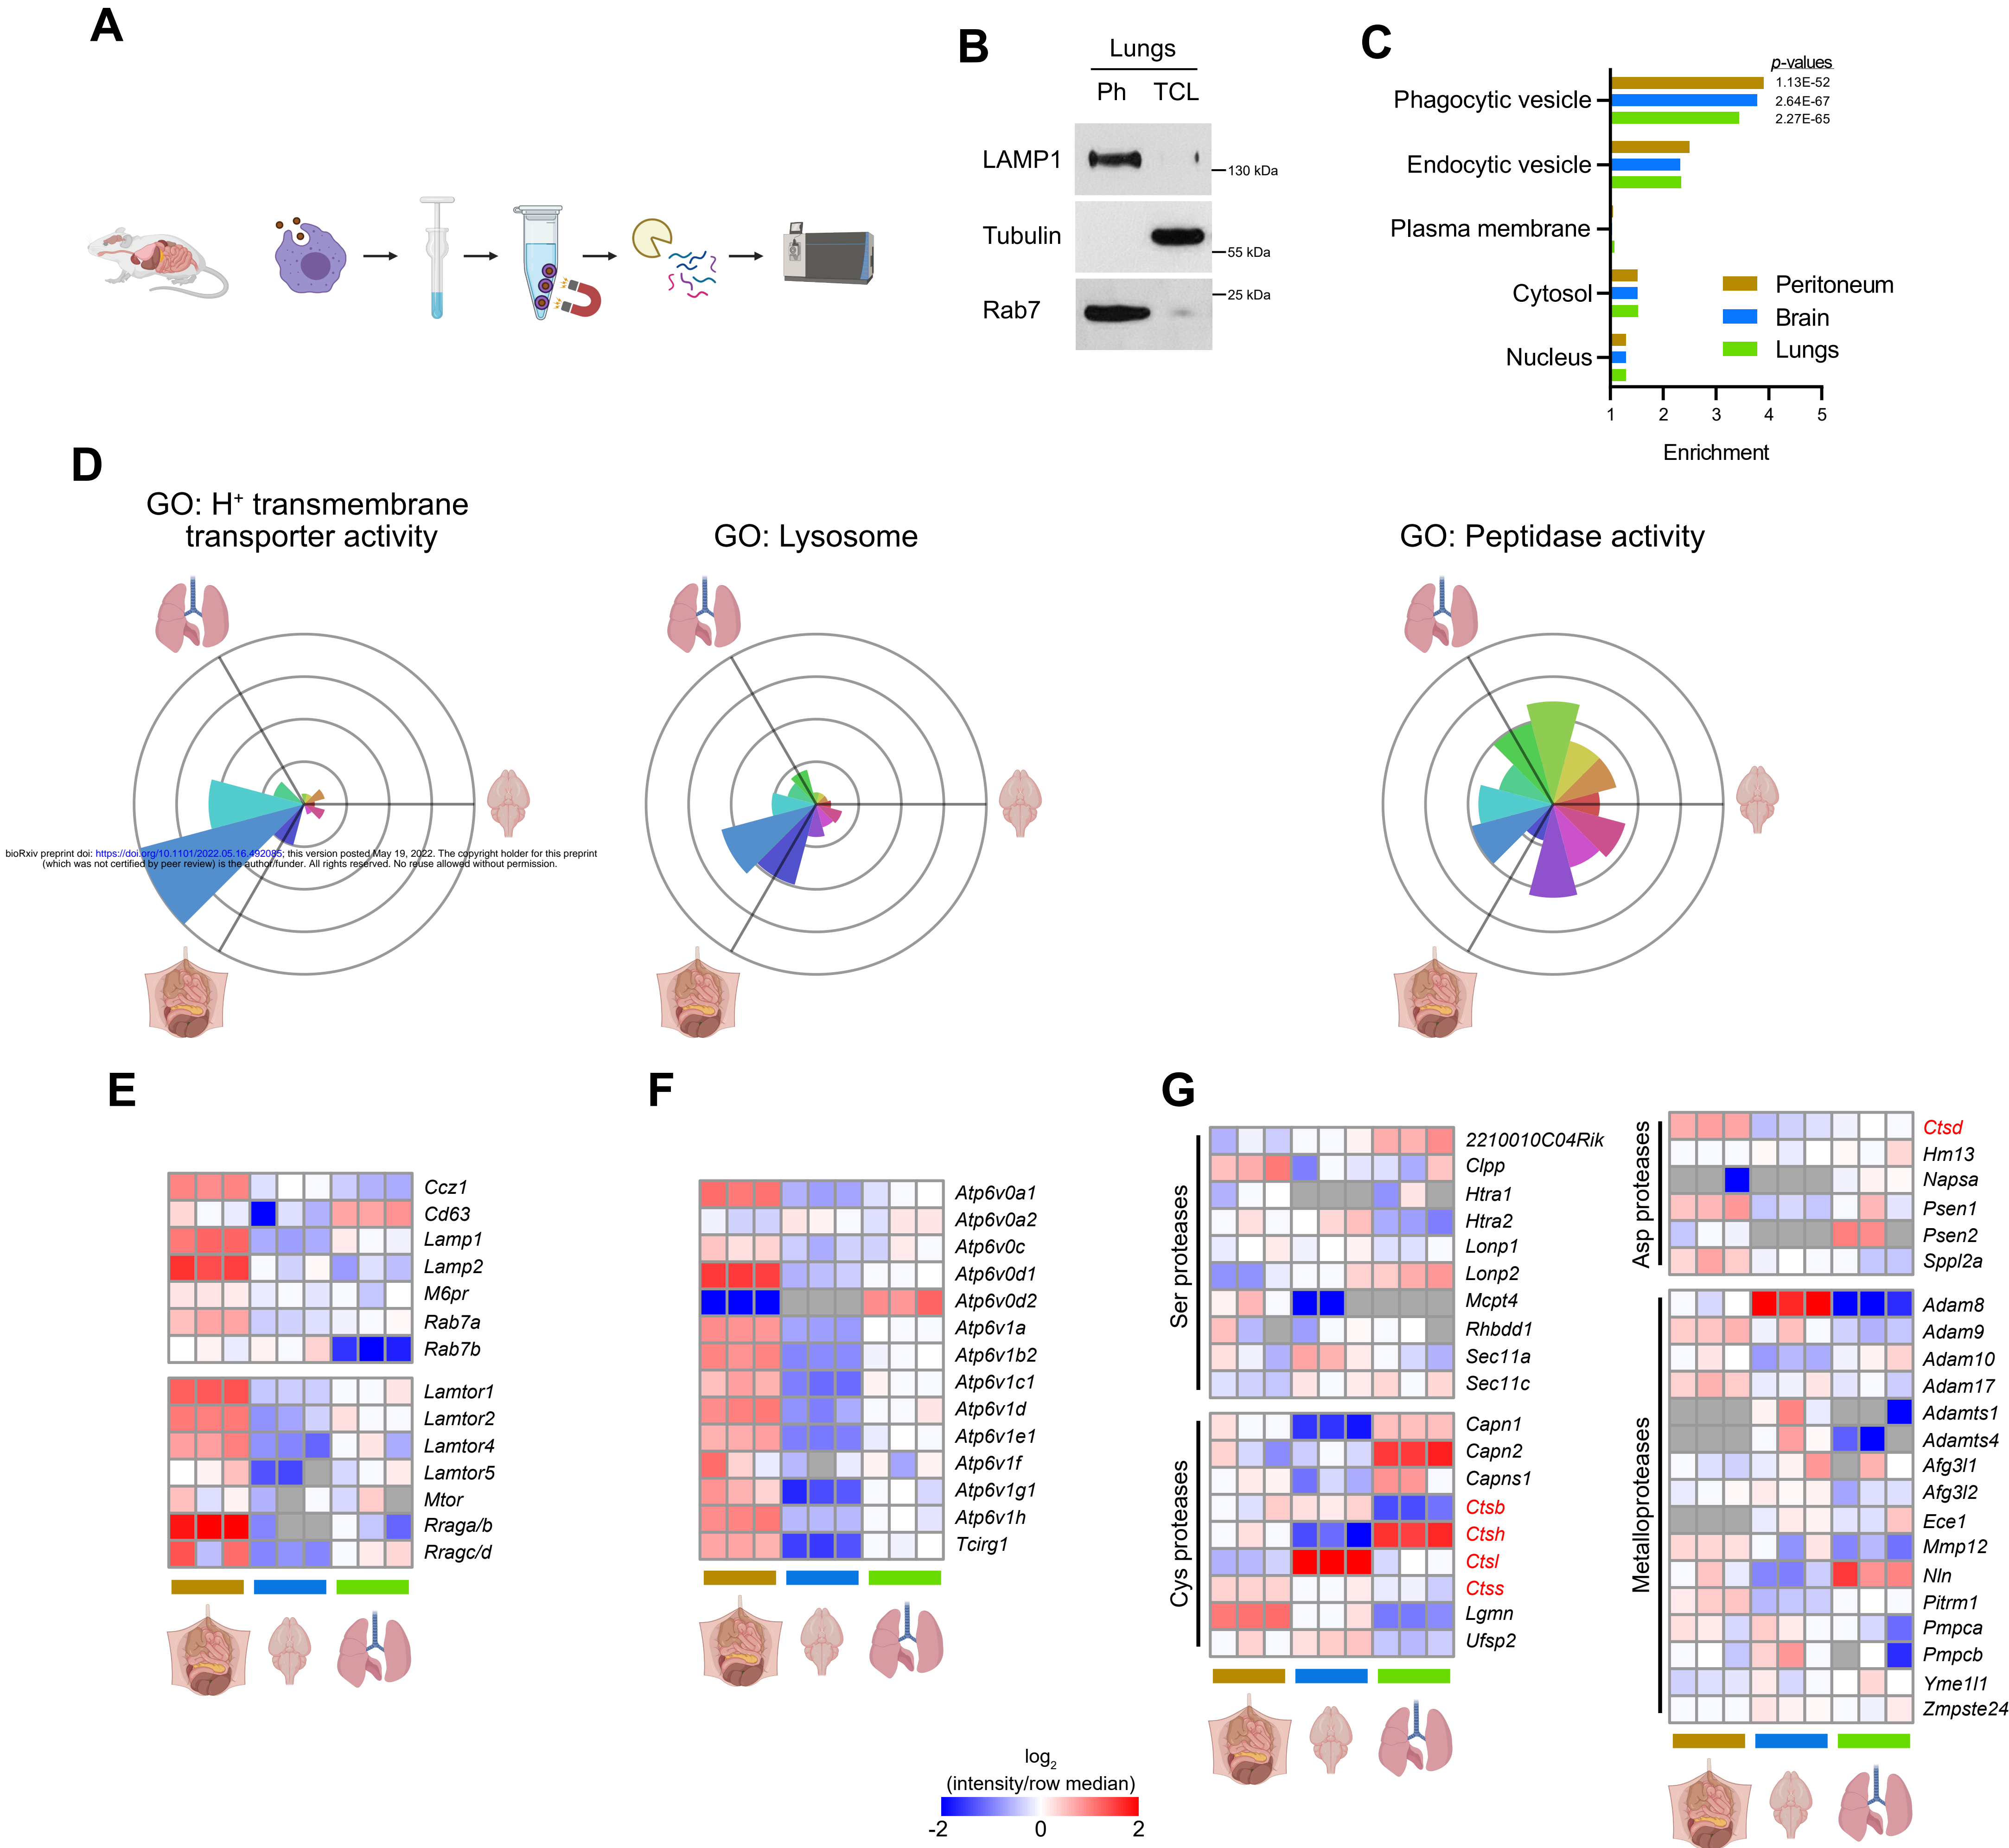 A
B
Lungs
Ph TCL
LAMP1
130 kDa
Tubulin
55 kDa
Rab7
25 kDa
C
p-values
Phagocytic vesicle
1.13E-52
2.64E-67
2.27E-65
Endocytic vesicle
Plasma membrane
Cytosol
Nucleus
Peritoneum
Brain
Lungs
1 2 3 4 5
Enrichment
D
GO: H+ transmembrane
transporter activity
GO: Lysosome
GO: Peptidase activity
bioRxiv preprint doi: https://doi.org/10.1101/2022.05.16.492085; this version posted May 19, 2022. The copyright holder for this preprint
(which was not certified by peer review) is the author/funder. All rights reserved. No reuse allowed without permission.
E
Ccz1
Cd63
Lamp1
Lamp2
M6pr
Rab7a
Rab7b
Lamtor1
Lamtor2
Lamtor4
Lamtor5
Mtor
Rraga/b
Rragc/d
F
Atp6v0a1
Atp6v0a2
Atp6v0c
Atp6v0d1
Atp6v0d2
Atp6v1a
Atp6v1b2
Atp6v1c1
Atp6v1d
Atp6v1e1
Atp6v1f
Atp6v1g1
Atp6v1h
Tcirg1
G
Ser proteases
2210010C04Rik
Clpp
Htra1
Htra2
Lonp1
Lonp2
Mcpt4
Rhbdd1
Sec11a
Sec11c
Cys proteases
Capn1
Capn2
Capns1
Ctsb
Ctsh
Ctsl
Ctss
Lgmn
Ufsp2
Asp proteases
Ctsd
Hm13
Napsa
Psen1
Psen2
Sppl2a
Metalloproteases
Adam8
Adam9
Adam10
Adam17
Adamts1
Adamts4
Afg3l1
Afg3l2
Ece1
Mmp12
Nln
Pitrm1
Pmpca
Pmpcb
Yme1l1
Zmpste24
log2
(intensity/row median)
-2 0 2